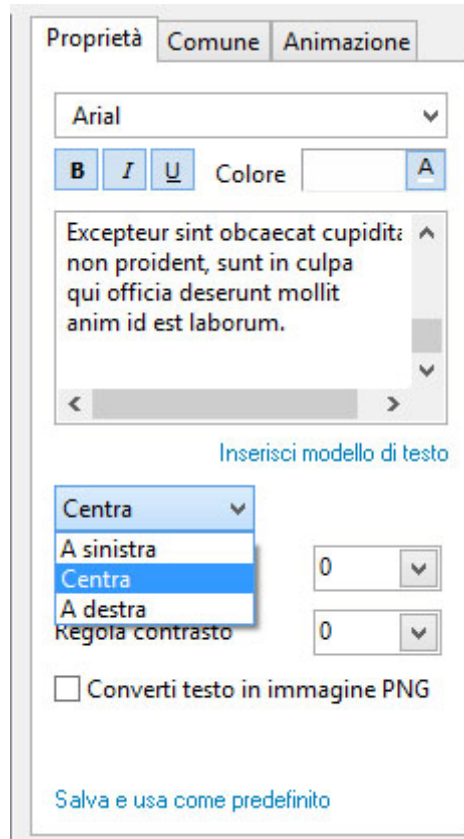 Proprietà Comune Animazione
Arial
B I U Colore A
Excepteur sint obcaecat
non proident, sunt in culpa
qui officia deserunt mollit
anim id est laborum.
Inserisci modello di testo
Centra
A sinistra
Centra
0
A destra
Regola contrasto 0
Converti testo in immagine PNG
Salva e usa come predefinito